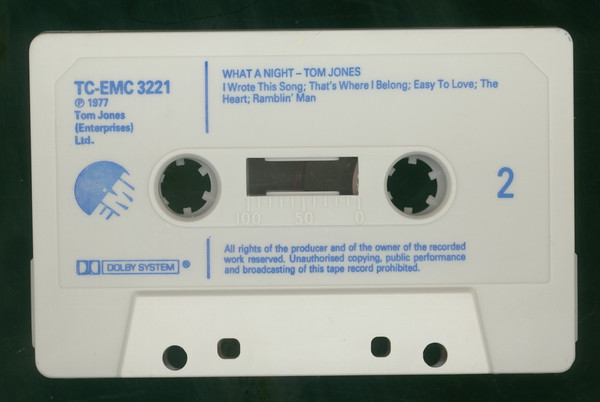 TC-EMC 3221
℗ 1977
Tom Jones
(Enterprises)
Ltd.
EMI
WHAT A NIGHT – TOM JONES
I Wrote This Song; That's Where I Belong; Easy To Love; The
Heart; Ramblin' Man
100 50 0
2
DOLBY SYSTEM ®
All rights of the producer and of the owner of the recorded
work reserved. Unauthorised copying, public performance
and broadcasting of this tape record prohibited.